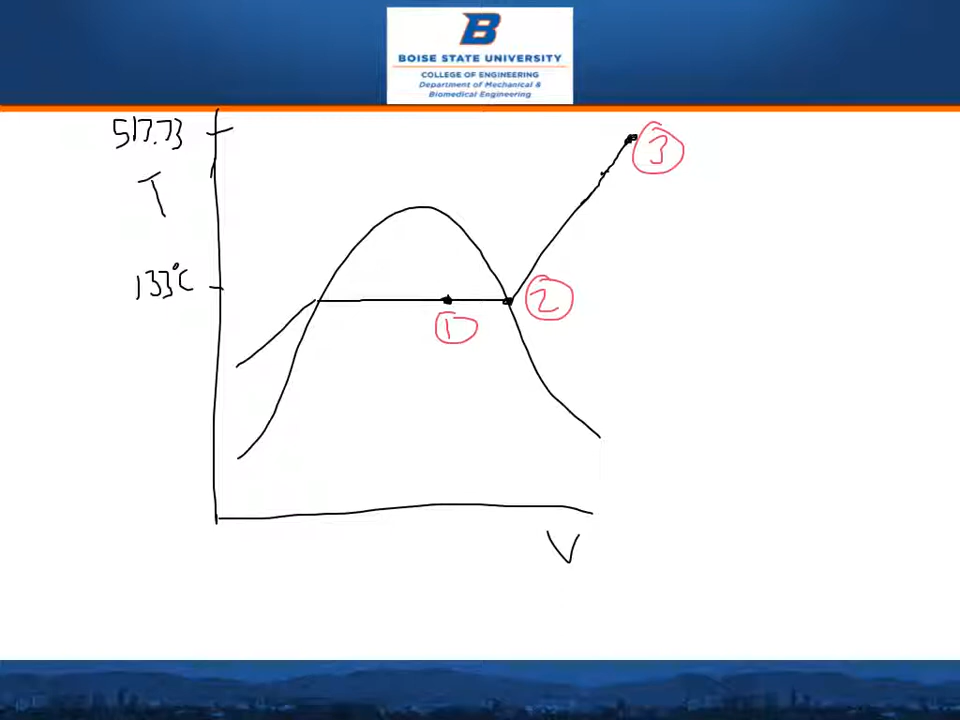 B
BOISE STATE UNIVERSITY
COLLEGE OF ENGINEERING
Department of Mechanical &
Biomedical Engineering
517.73
3
T
133°C
2
1
V